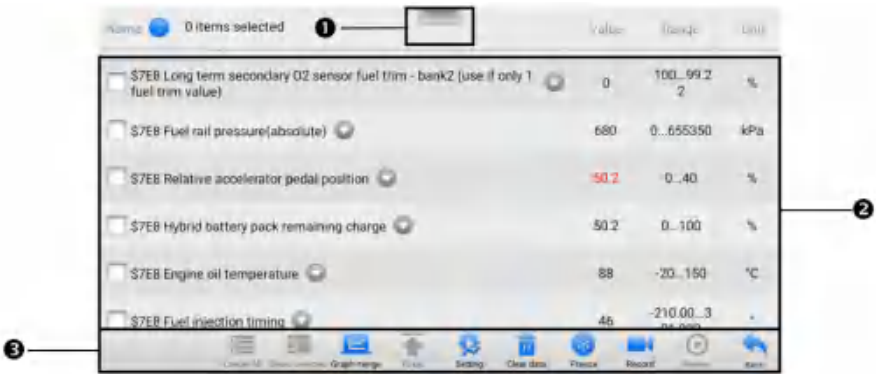 Name 0 items selected ❶ Value Range Unit
$7E8 Long term secondary O2 sensor fuel trim - bank2 (use if only 1
fuel trim value) 0 100...99.2
2 %
$7E8 Fuel rail pressure(absolute) 680 0...655350 kPa
$7E8 Relative accelerator pedal position 50.2 0...40 %
❷
$7E8 Hybrid battery pack remaining charge 50.2 0...100 %
$7E8 Engine oil temperature 88 -20...150 °C
$7E8 Fuel injection timing 46 -210.00...3
❸
Graph merge Setting Clear data Freeze Record Back